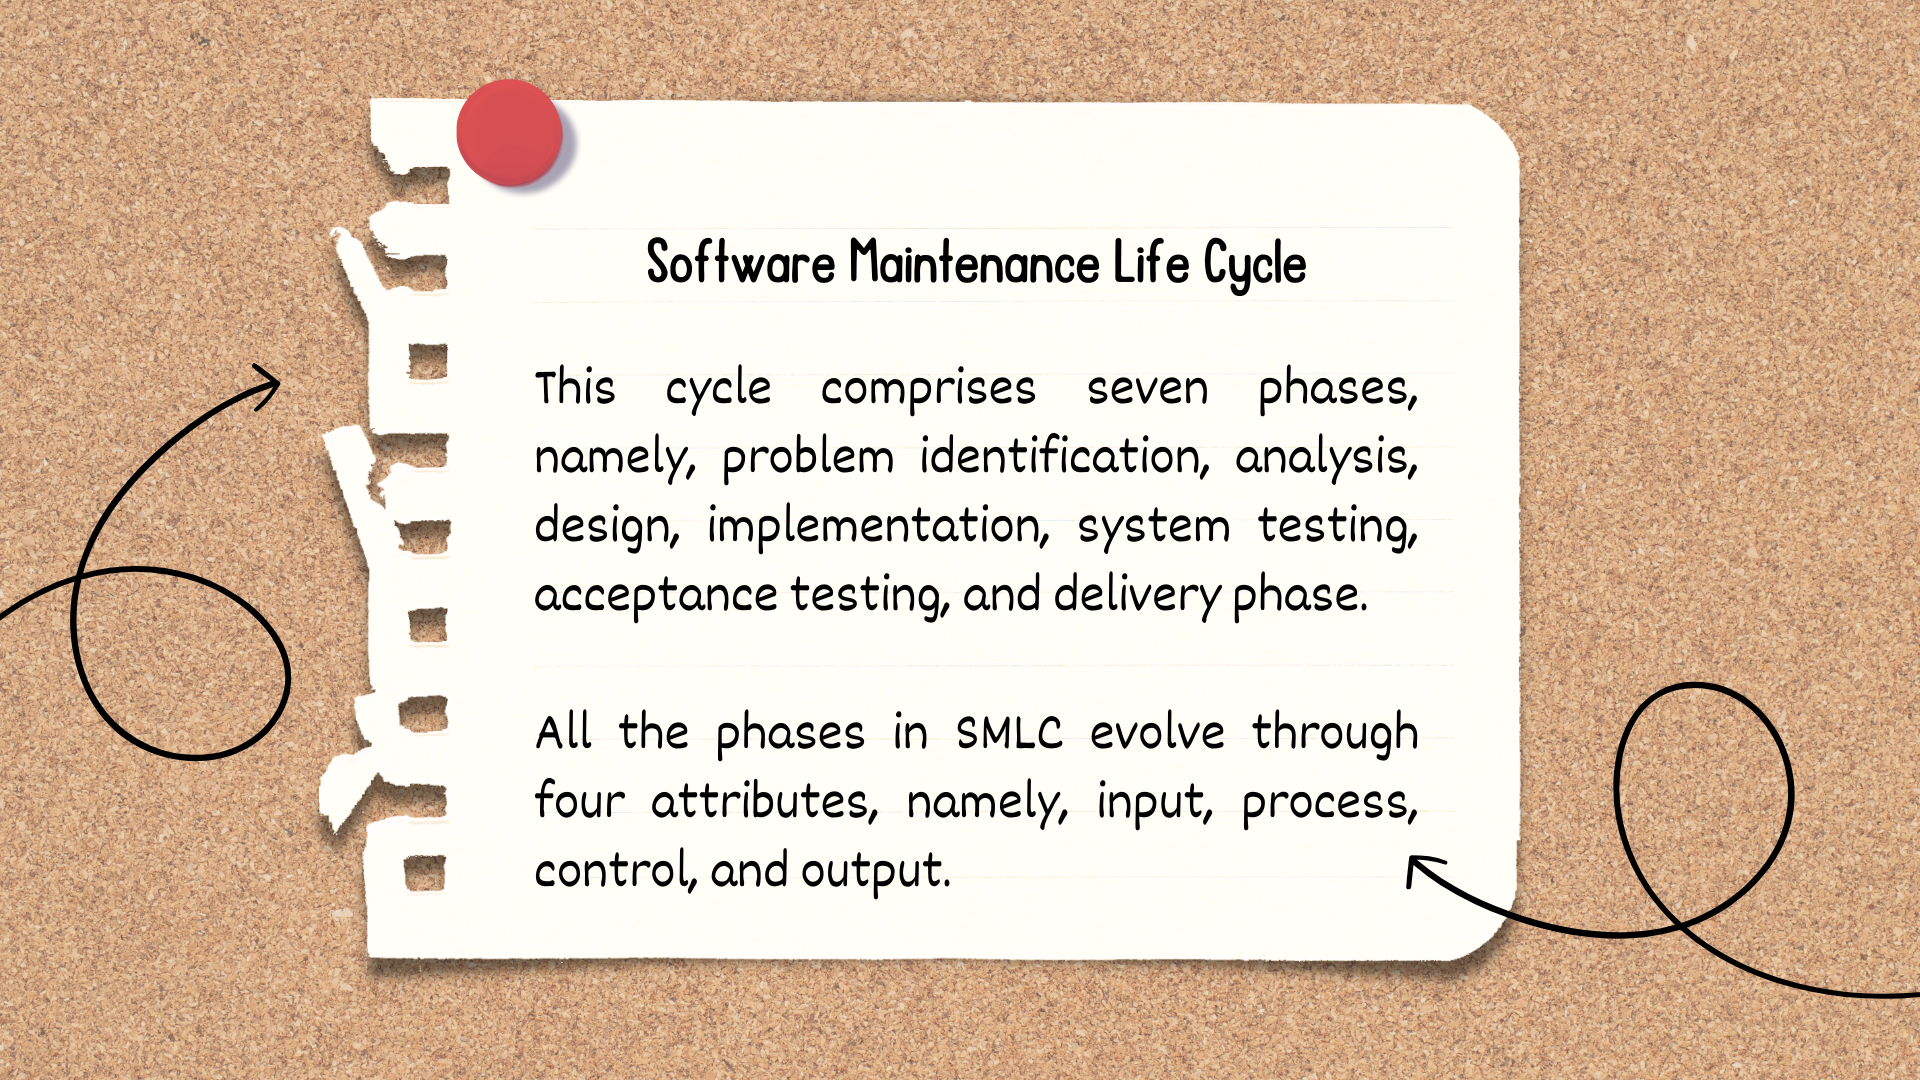 Software Maintenance Life Cycle
This cycle comprises seven phases,
namely, problem identification, analysis,
design, implementation, system testing,
acceptance testing, and delivery phase.
All the phases in SMLC evolve through
four attributes, namely, input, process,
control, and output.